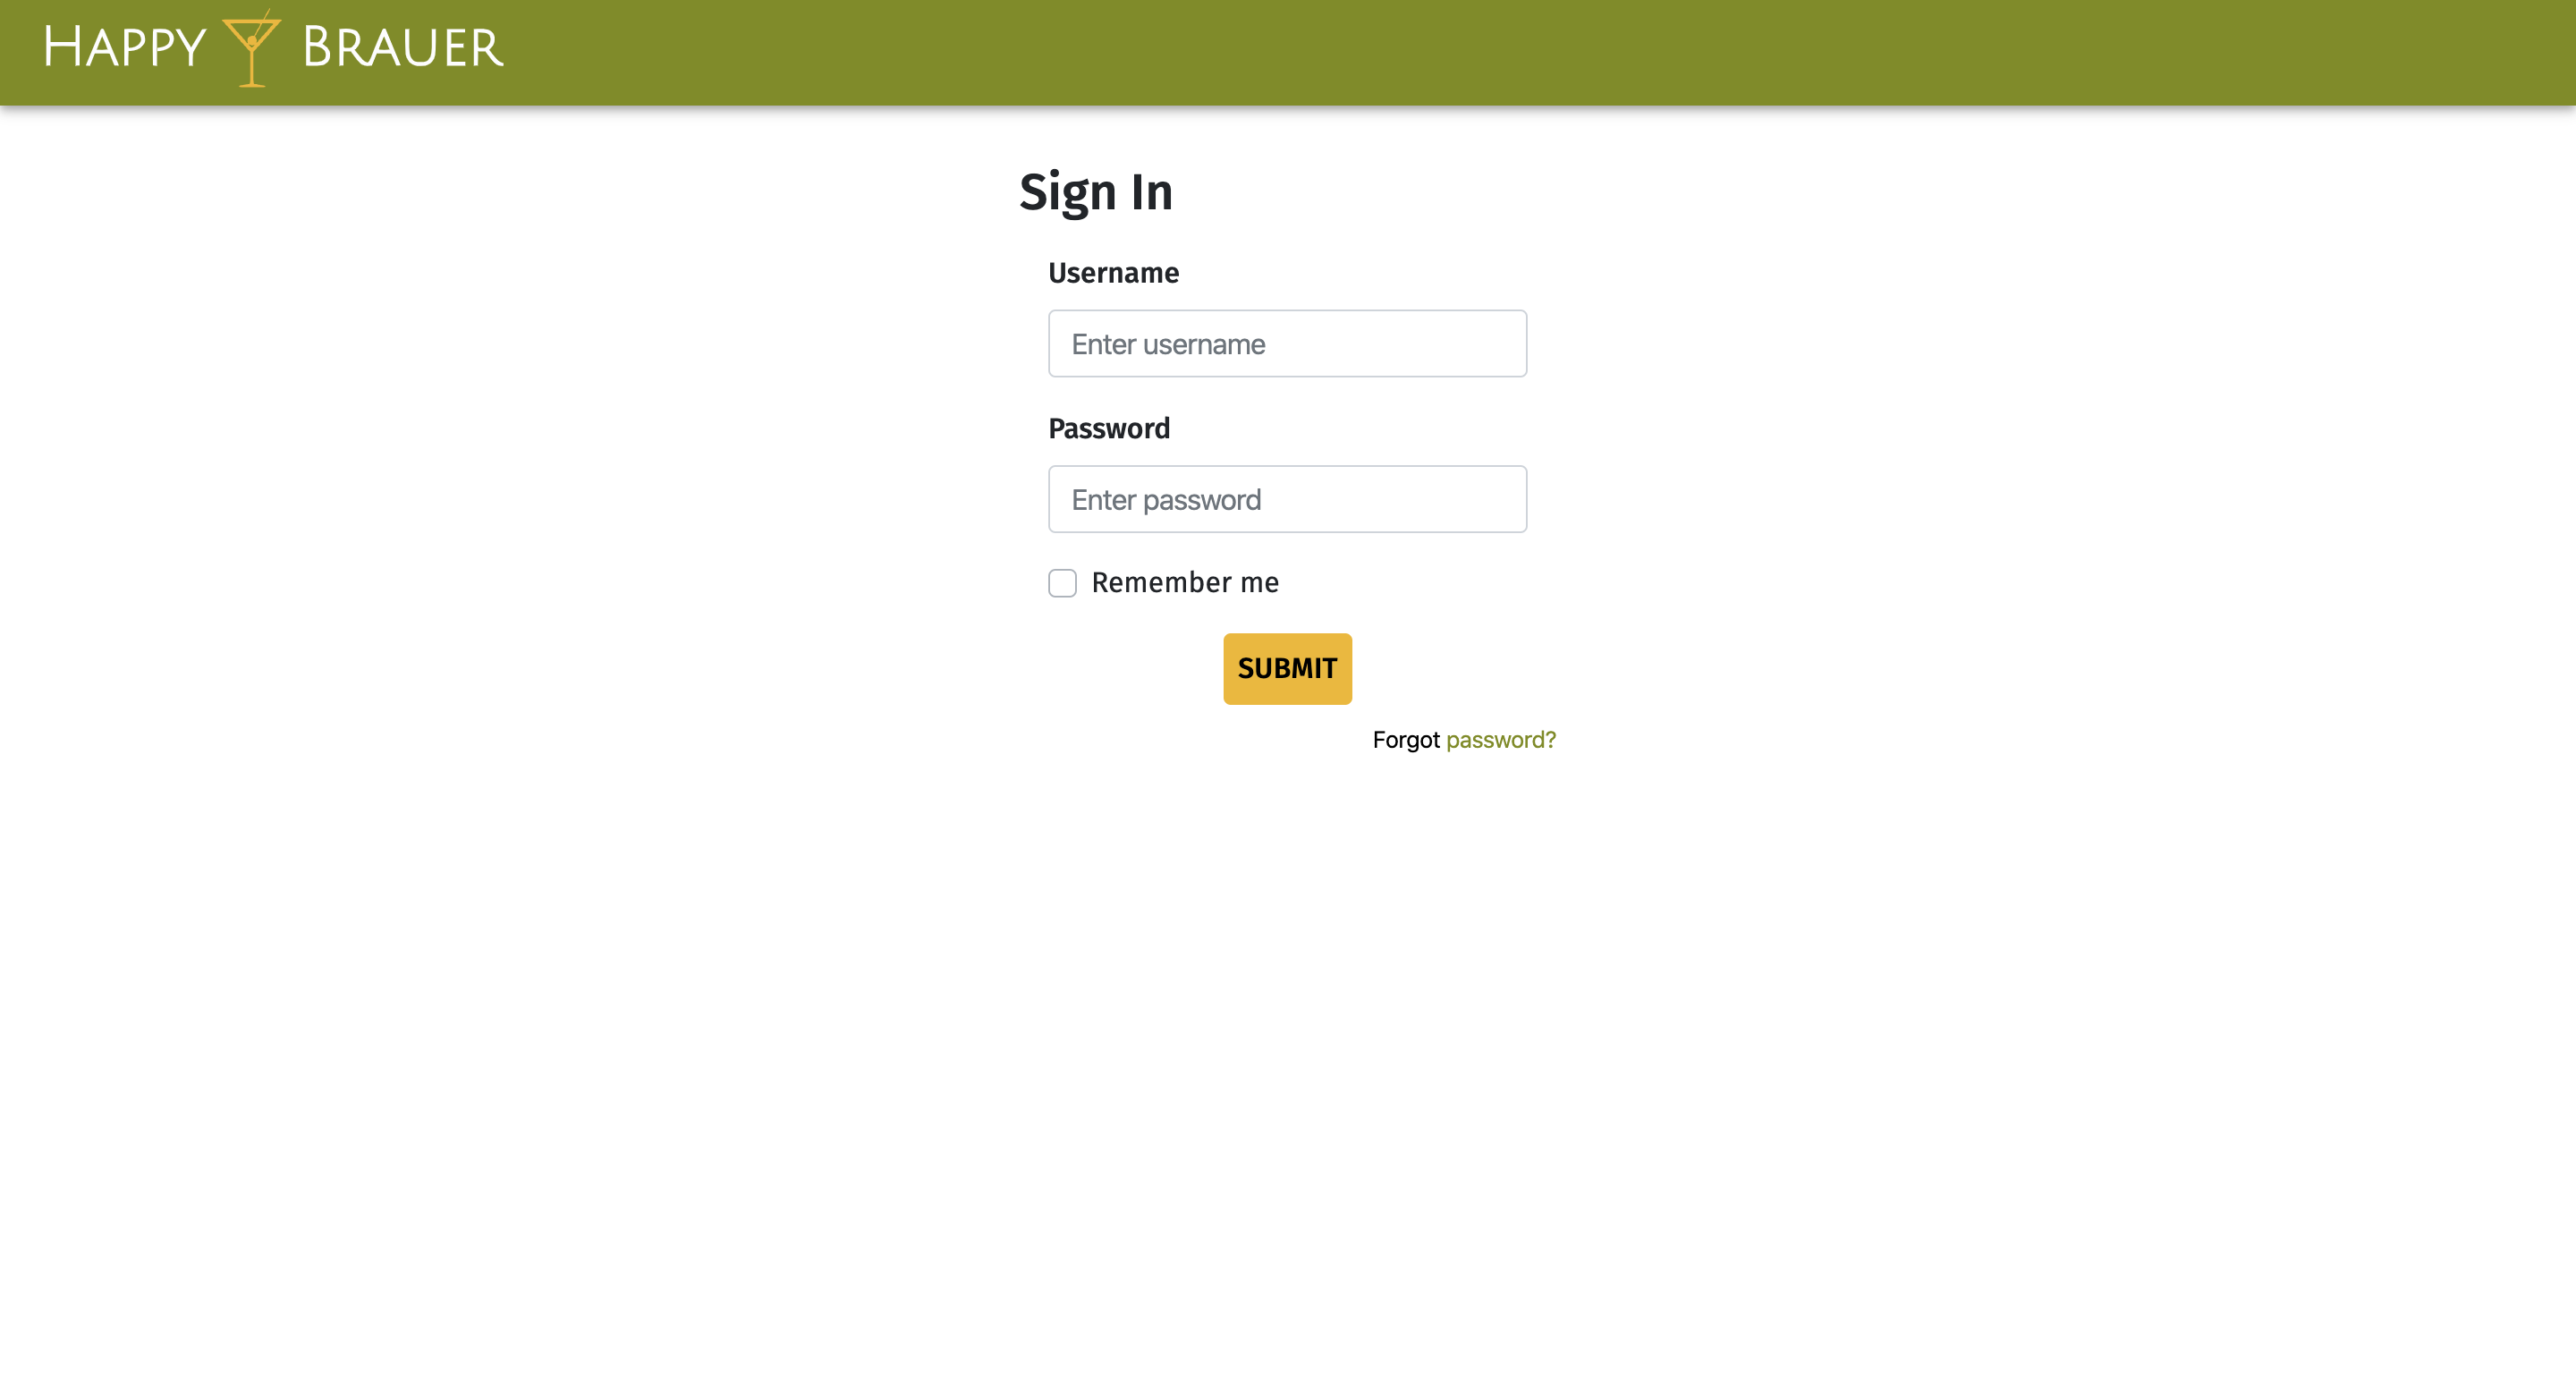 Happy Brauer
Sign In
Username
Enter username
Password
Enter password
Remember me
SUBMIT
Forgot password?